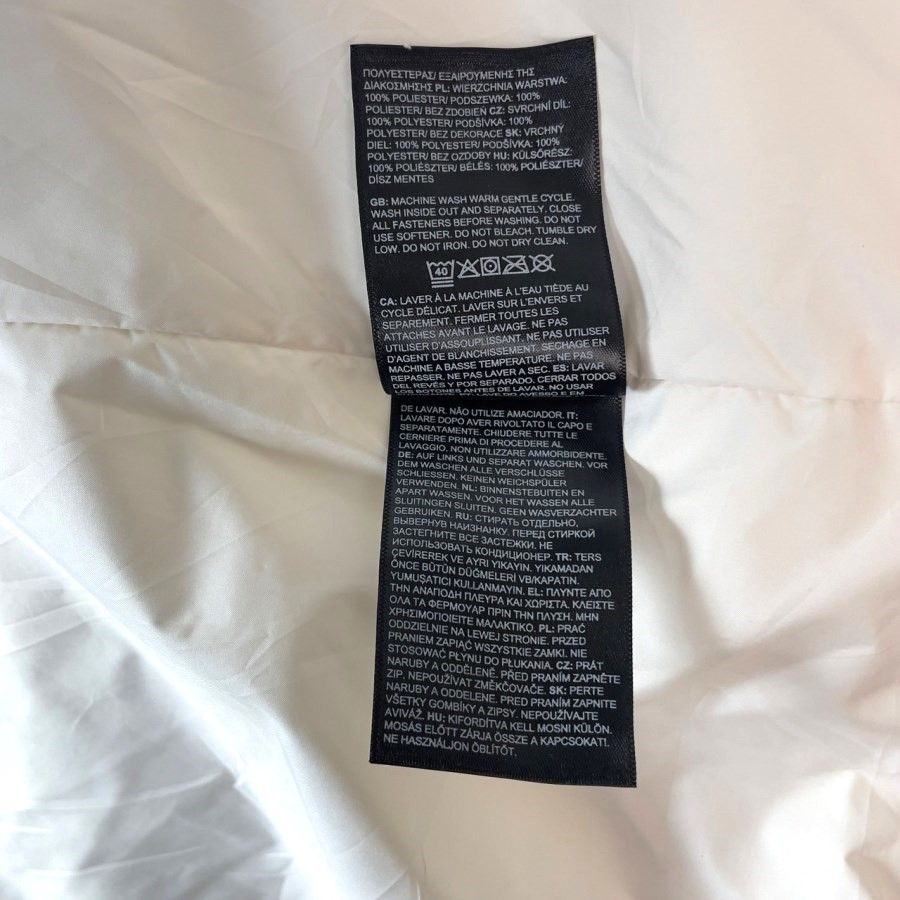 ΠΟΛΥΕΣΤΕΡΑΣ/ ΕΞΑΙΡΟΥΜΕΝΗΣ ΤΗΣ
ΔΙΑΚΟΣΜΗΣΗΣ PL: WIERZCHNIA WARSTWA:
100% POLIESTER/ PODSZEWKA: 100%
POLIESTER/ BEZ ZDOBIEŃ CZ: SVRCHNÍ DÍL:
100% POLYESTER/ PODŠÍVKA: 100%
POLYESTER/ BEZ DEKORACE SK: VRCHNÝ
DIEL: 100% POLYESTER/ PODŠÍVKA: 100%
POLYESTER/ BEZ OZDOBY HU: KÜLSŐRÉSZ:
100% POLIÉSZTER/ BÉLÉS: 100% POLIÉSZTER/
DÍSZ MENTES
GB: MACHINE WASH WARM GENTLE CYCLE.
WASH INSIDE OUT AND SEPARATELY. CLOSE
ALL FASTENERS BEFORE WASHING. DO NOT
USE SOFTENER. DO NOT BLEACH. TUMBLE DRY
LOW. DO NOT IRON. DO NOT DRY CLEAN.
40
CA: LAVER À LA MACHINE À L'EAU TIÈDE AU
CYCLE DÉLICAT. LAVER SUR L'ENVERS ET
SEPAREMENT. FERMER TOUTES LES
ATTACHES AVANT LE LAVAGE. NE PAS
UTILISER D'ASSOUPLISSANT. NE PAS UTILISER
D'AGENT DE BLANCHISSEMENT. SECHAGE EN
MACHINE A BASSE TEMPERATURE. NE PAS
REPASSER. NE PAS LAVER A SEC. ES: LAVAR
DEL REVÉS Y POR SEPARADO. CERRAR TODOS
LOS BOTONES ANTES DE LAVAR. NO USAR
LAVE DO AVESSO E EM
DE LAVAR. NÃO UTILIZE AMACIADOR. IT:
LAVARE DOPO AVER RIVOLTATO IL CAPO E
SEPARATAMENTE. CHIUDERE TUTTE LE
CERNIERE PRIMA DI PROCEDERE AL
LAVAGGIO. NON UTILIZZARE AMMORBIDENTE.
DE: AUF LINKS UND SEPARAT WASCHEN. VOR
DEM WASCHEN ALLE VERSCHLÜSSE
SCHLIESSEN. KEINEN WEICHSPÜLER
VERWENDEN. NL: BINNENSTEBUITEN EN
APART WASSEN. VOOR HET WASSEN ALLE
SLUITINGEN SLUITEN. GEEN WASVERZACHTER
GEBRUIKEN. RU: СТИРАТЬ ОТДЕЛЬНО,
ВЫВЕРНУВ НАИЗНАНКУ. ПЕРЕД СТИРКОЙ
ЗАСТЕГНИТЕ ВСЕ ЗАСТЕЖКИ. НЕ
ИСПОЛЬЗОВАТЬ КОНДИЦИОНЕР. TR: TERS
ÇEVİREREK VE AYRI YIKAYIN. YIKAMADAN
ÖNCE BÜTÜN DÜĞMELERİ VB/KAPATIN.
YUMUŞATICI KULLANMAYIN. EL: ΠΛΥΝΤΕ ΑΠΟ
ΤΗΝ ΑΝΑΠΟΔΗ ΠΛΕΥΡΑ ΚΑΙ ΧΩΡΙΣΤΑ. ΚΛΕΙΣΤΕ
ΟΛΑ ΤΑ ΦΕΡΜΟΥΑΡ ΠΡΙΝ ΤΗΝ ΠΛΥΣΗ. ΜΗΝ
ΧΡΗΣΙΜΟΠΟΙΕΙΤΕ ΜΑΛΑΚΤΙΚΟ. PL: PRAĆ
ODDZIELNIE NA LEWEJ STRONIE. PRZED
PRANIEM ZAPIĄĆ WSZYSTKIE ZAMKI. NIE
STOSOWAĆ PŁYNU DO PŁUKANIA. CZ: PRÁT
NARUBY A ODDĚLENĚ. PŘED PRANÍM ZAPNĚTE
ZIP. NEPOUŽÍVAT ZMĚKČOVAČE. SK: PERTE
NARUBY A ODDELENE. PRED PRANÍM ZAPNITE
VŠETKY GOMBÍKY A ZIPSY. NEPOUŽÍVAJTE
AVIVÁŽ. HU: KIFORDÍTVA KELL MOSNI KÜLÖN.
MOSÁS ELŐTT ZÁRJA ÖSSZE A KAPCSOKAT!.
NE HASZNÁLJON ÖBLÍTŐT.